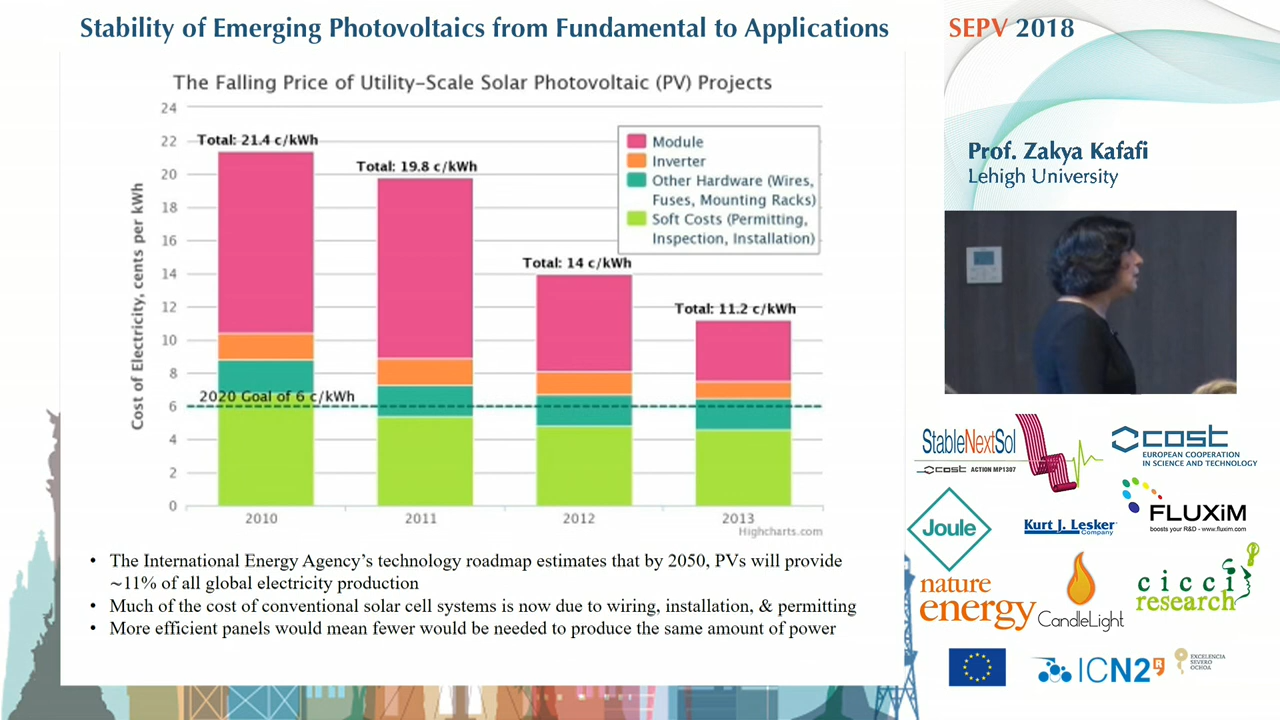 Stability of Emerging Photovoltaics from Fundamental to Applications
SEPV 2018
The Falling Price of Utility-Scale Solar Photovoltaic (PV) Projects
Cost of Electricity, cents per kWh
24
22
20
18
16
14
12
10
8
6
4
2
0
Total: 21.4 c/kWh
Total: 19.8 c/kWh
Total: 14 c/kWh
Total: 11.2 c/kWh
2020 Goal of 6 c/kWh
Module
Inverter
Other Hardware (Wires,
Fuses, Mounting Racks)
Soft Costs (Permitting,
Inspection, Installation)
2010
2011
2012
2013
Highcharts.com
• The International Energy Agency's technology roadmap estimates that by 2050, PVs will provide
~11% of all global electricity production
• Much of the cost of conventional solar cell systems is now due to wiring, installation, & permitting
• More efficient panels would mean fewer would be needed to produce the same amount of power
Prof. Zakya Kafafi
Lehigh University
StableNextSol
cost ACTION MP1307
cost
EUROPEAN COOPERATION
IN SCIENCE AND TECHNOLOGY
Joule
Kurt J. Lesker
Company
FLUXiM
boosts your R&D - www.fluxim.com
nature
energy
CandleLight
cicci
research
ICN2
EXCELENCIA
SEVERO
OCHOA